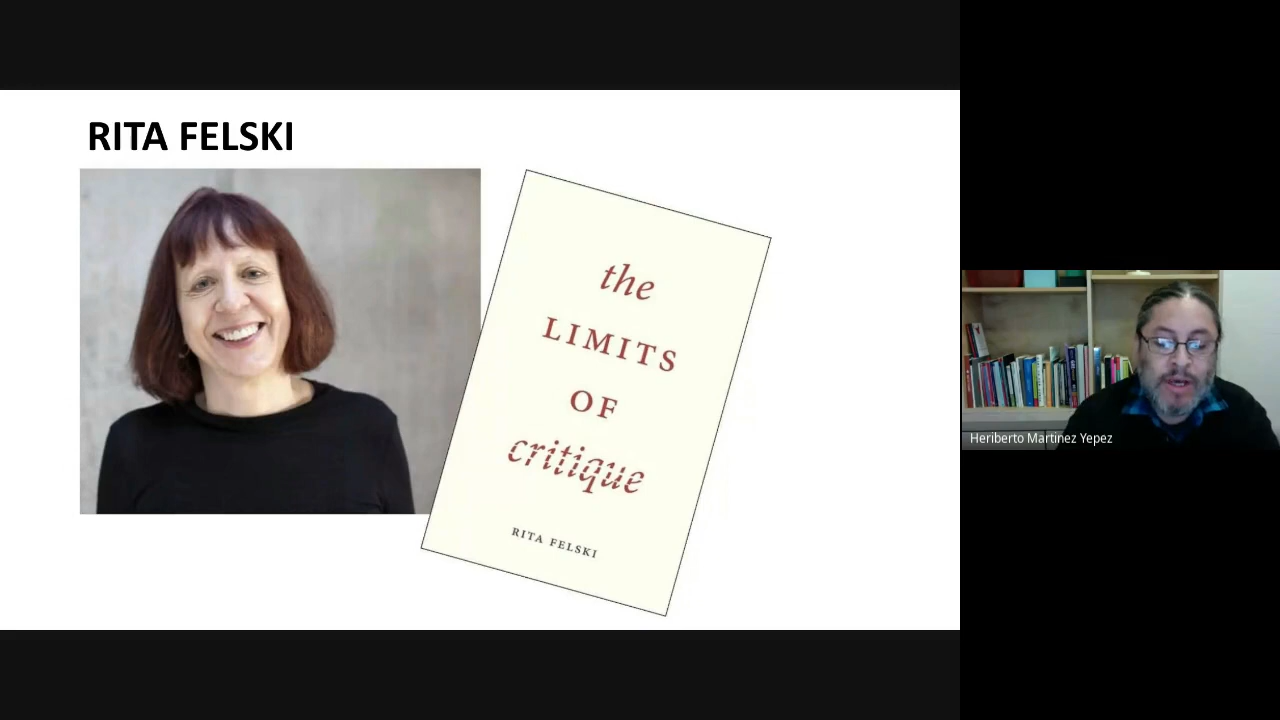 RITA FELSKI
the
LIMITS
OF
critique
RITA FELSKI
Heriberto Martinez Yepez